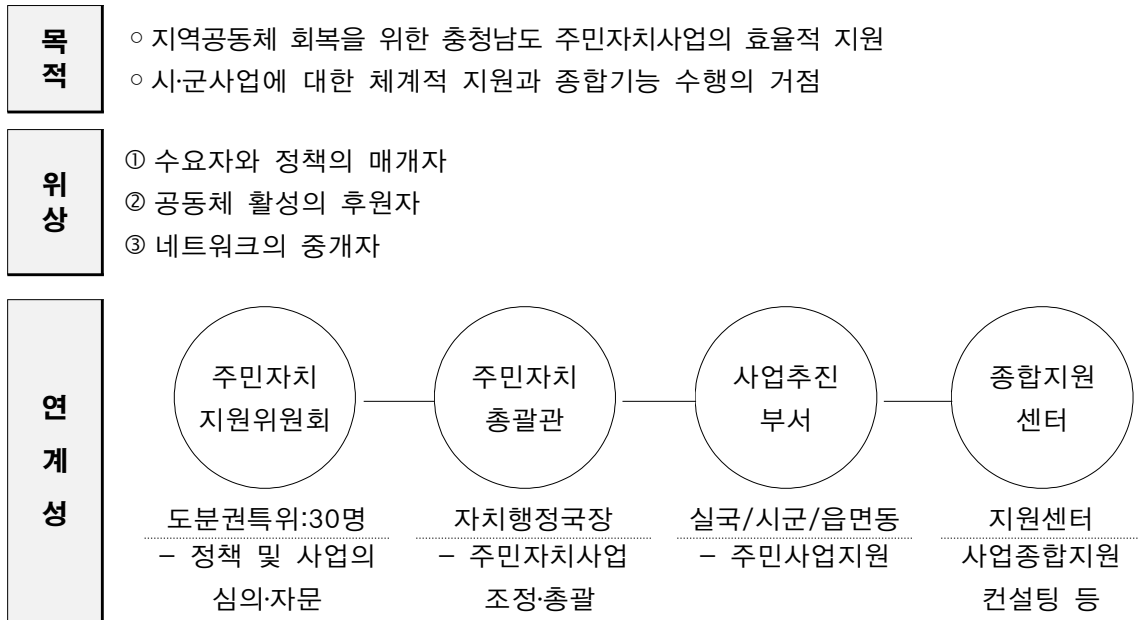 목적
○ 지역공동체 회복을 위한 충청남도 주민자치사업의 효율적 지원
○ 시·군사업에 대한 체계적 지원과 종합기능 수행의 거점
위상
① 수요자와 정책의 매개자
② 공동체 활성의 후원자
③ 네트워크의 중개자
연계성
주민자치
지원위원회
주민자치
총괄관
사업추진
부서
종합지원
센터
도분권특위:30명
– 정책 및 사업의
심의·자문
자치행정국장
– 주민자치사업
조정·총괄
실국/시군/읍면동
– 주민사업지원
지원센터
사업종합지원
컨설팅 등